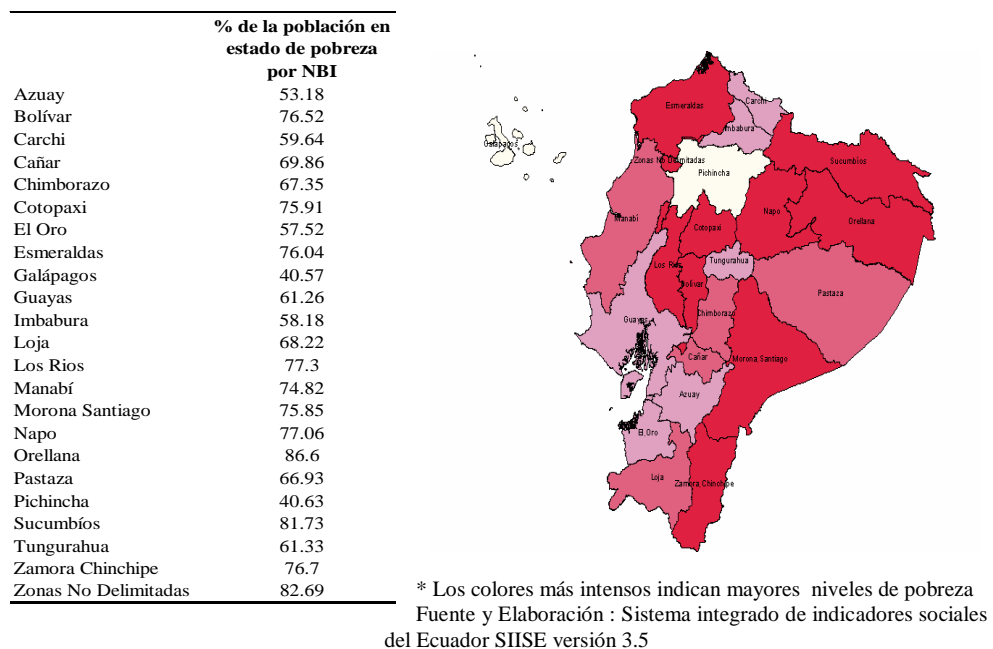 % de la población en
estado de pobreza
por NBI
Azuay 53.18
Bolívar 76.52
Carchi 59.64
Cañar 69.86
Chimborazo 67.35
Cotopaxi 75.91
El Oro 57.52
Esmeraldas 76.04
Galápagos 40.57
Guayas 61.26
Imbabura 58.18
Loja 68.22
Los Rios 77.3
Manabí 74.82
Morona Santiago 75.85
Napo 77.06
Orellana 86.6
Pastaza 66.93
Pichincha 40.63
Sucumbíos 81.73
Tungurahua 61.33
Zamora Chinchipe 76.7
Zonas No Delimitadas 82.69
Carchi
Esmeraldas
Imbabura
Galápagos
Zonas No Delimitadas
Sucumbíos
Pichincha
Napo
Orellana
Manabí
Cotopaxi
Tungurahua
Los Rios
Bolívar
Pastaza
Chimborazo
Guayas
Cañar
Morona Santiago
Azuay
El Oro
Loja
Zamora Chinchipe
* Los colores más intensos indican mayores niveles de pobreza
Fuente y Elaboración : Sistema integrado de indicadores sociales
del Ecuador SIISE versión 3.5